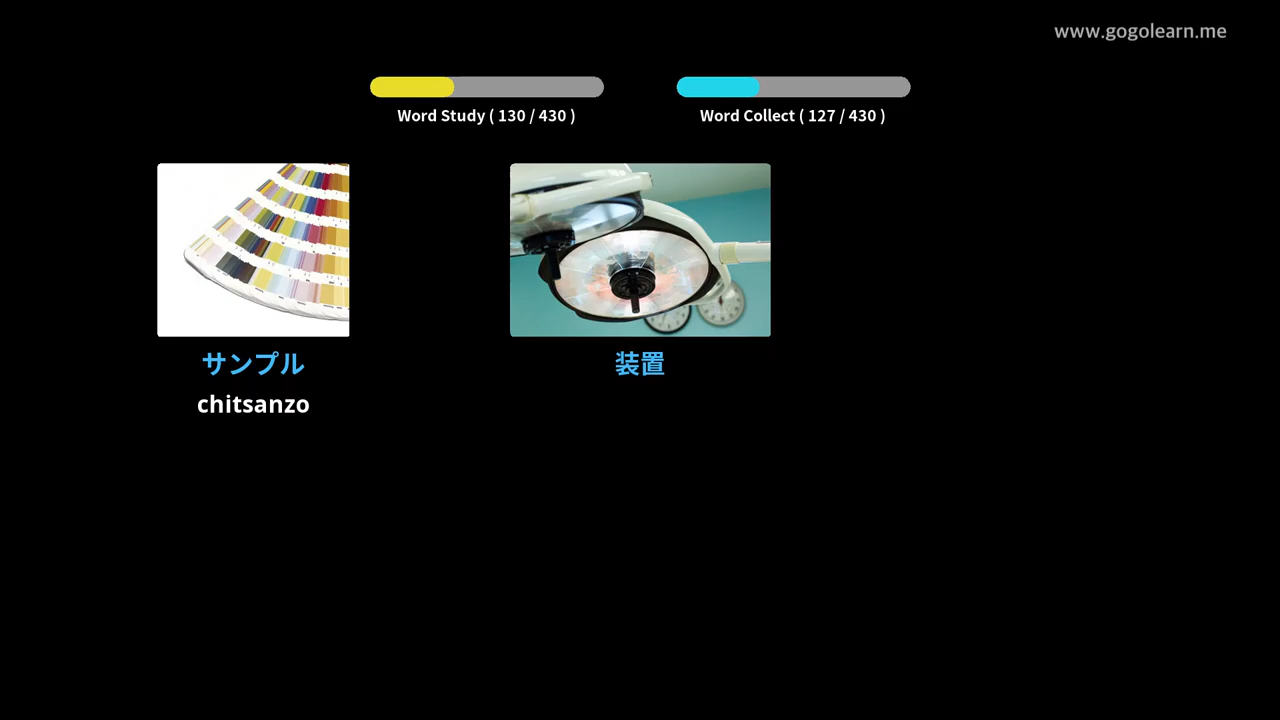 www.gogolearn.me
Word Study ( 130 / 430 )
Word Collect ( 127 / 430 )
サンプル
chitsanzo
装置